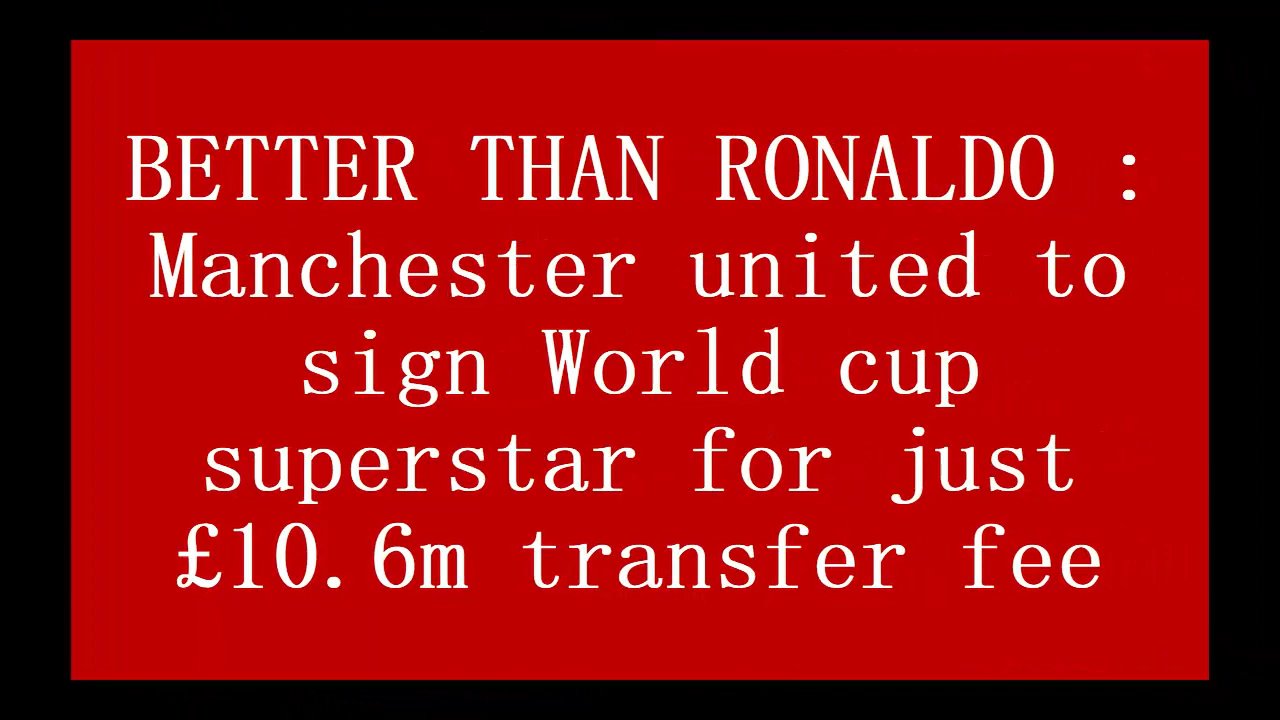 BETTER THAN RONALDO :
Manchester united to
sign World cup
superstar for just
£10.6m transfer fee